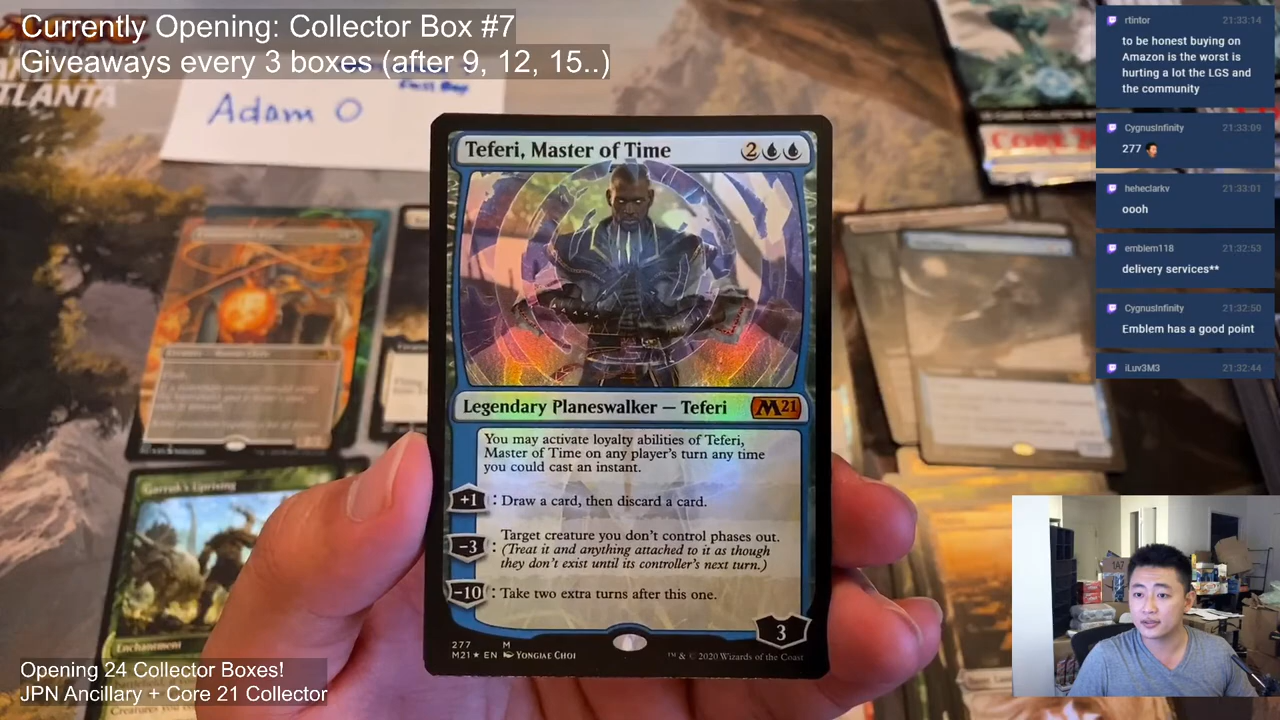 Currently Opening: Collector Box #7
Giveaways every 3 boxes (after 9, 12, 15..)
ATLANTA
Adam O
Teferi, Master of Time
2
Legendary Planeswalker — Teferi
M21
You may activate loyalty abilities of Teferi,
Master of Time on any player's turn any time
you could cast an instant.
+1 : Draw a card, then discard a card.
Target creature you don't control phases out.
−3 : (Treat it and anything attached to it as though
they don't exist until its controller's next turn.)
−10 : Take two extra turns after this one.
3
277 M
M21 ★ EN Yongjae Choi
™ & © 2020 Wizards of the Coast
Garruk's Uprising
Enchantment
Opening 24 Collector Boxes!
JPN Ancillary + Core 21 Collector
rtintor 21:33:14
to be honest buying on
Amazon is the worst is
hurting a lot the LGS and
the community
CygnusInfinity 21:33:09
277
heheclarkv 21:33:01
oooh
emblem118 21:32:53
delivery services**
CygnusInfinity 21:32:50
Emblem has a good point
iLuv3M3 21:32:44